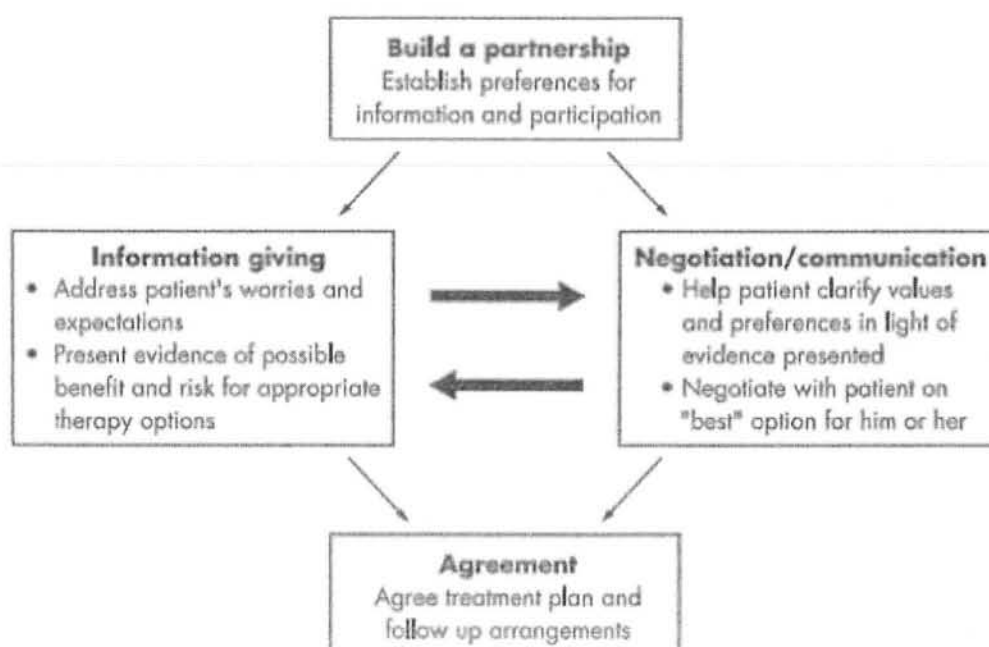 Build a partnership
Establish preferences for
information and participation
Information giving
• Address patient's worries and
expectations
• Present evidence of possible
benefit and risk for appropriate
therapy options
Negotiation/communication
• Help patient clarify values
and preferences in light of
evidence presented
• Negotiate with patient on
"best" option for him or her
Agreement
Agree treatment plan and
follow up arrangements